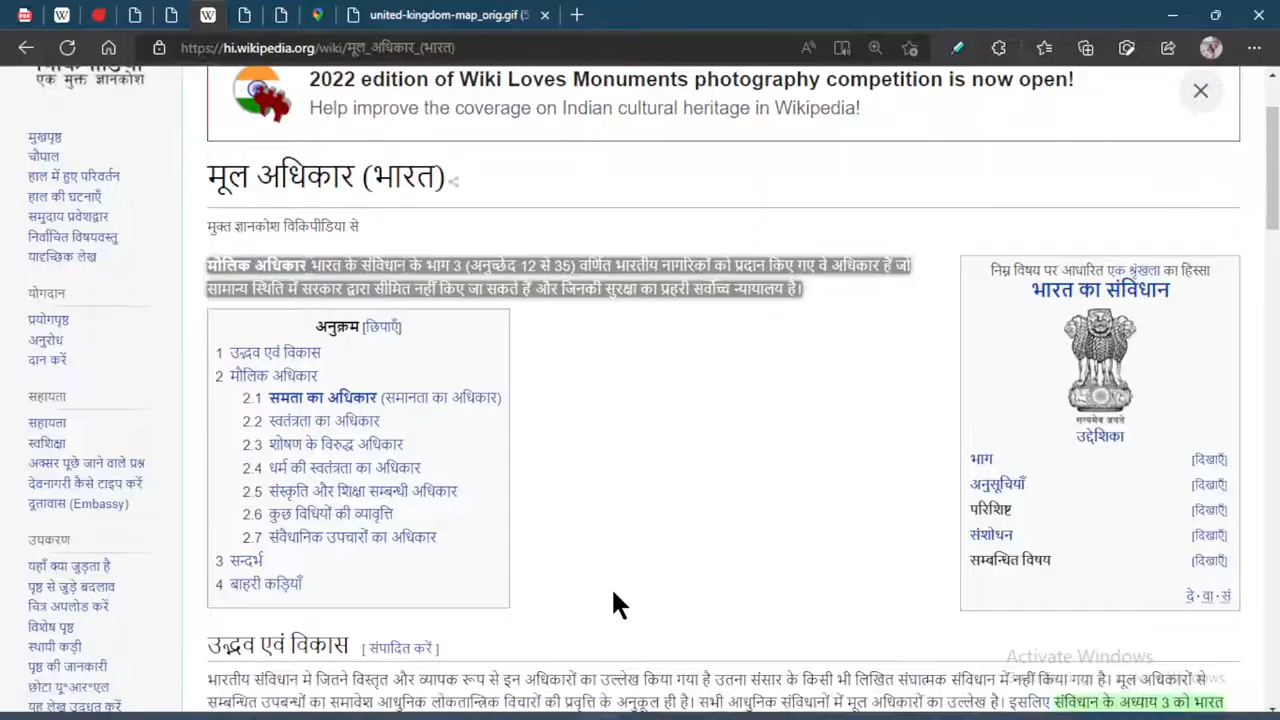 united-kingdom-map_orig.gif (5
https://hi.wikipedia.org/wiki/मूल_अधिकार_(भारत)
एक मुक्त ज्ञानकोश
मुखपृष्ठ
चौपाल
हाल में हुए परिवर्तन
हाल की घटनाएँ
समुदाय प्रवेशद्वार
निर्वाचित विषयवस्तु
यादृच्छिक लेख
योगदान
प्रयोगपृष्ठ
अनुरोध
दान करें
सहायता
सहायता
स्वशिक्षा
अक्सर पूछे जाने वाले प्रश्न
देवनागरी कैसे टाइप करें
दूतावास (Embassy)
उपकरण
यहाँ क्या जुड़ता है
पृष्ठ से जुड़े बदलाव
चित्र अपलोड करें
विशेष पृष्ठ
स्थायी कड़ी
पृष्ठ की जानकारी
छोटा यू॰आर॰एल
यह लेख उद्धृत करें
2022 edition of Wiki Loves Monuments photography competition is now open!
Help improve the coverage on Indian cultural heritage in Wikipedia!
मूल अधिकार (भारत)
मुक्त ज्ञानकोश विकिपीडिया से
मौलिक अधिकार भारत के संविधान के भाग 3 (अनुच्छेद 12 से 35) वर्णित भारतीय नागरिकों को प्रदान किए गए वे अधिकार हैं जो
सामान्य स्थिति में सरकार द्वारा सीमित नहीं किए जा सकते हैं और जिनकी सुरक्षा का प्रहरी सर्वोच्च न्यायालय है।
अनुक्रम [छिपाएँ]
1 उद्भव एवं विकास
2 मौलिक अधिकार
2.1 समता का अधिकार (समानता का अधिकार)
2.2 स्वतंत्रता का अधिकार
2.3 शोषण के विरुद्ध अधिकार
2.4 धर्म की स्वतंत्रता का अधिकार
2.5 संस्कृति और शिक्षा सम्बन्धी अधिकार
2.6 कुछ विधियों की व्यावृत्ति
2.7 संवैधानिक उपचारों का अधिकार
3 सन्दर्भ
4 बाहरी कड़ियाँ
निम्न विषय पर आधारित एक श्रृंखला का हिस्सा
भारत का संविधान
सत्यमेव जयते
उद्देशिका
भाग [दिखाएँ]
अनुसूचियाँ [दिखाएँ]
परिशिष्ट [दिखाएँ]
संशोधन [दिखाएँ]
सम्बन्धित विषय [दिखाएँ]
दे • वा • सं
उद्भव एवं विकास [ संपादित करें ]
भारतीय संविधान मे जितने विस्तृत और व्यापक रूप से इन अधिकारों का उल्लेख किया गया है उतना संसार के किसी भी लिखित संघात्मक संविधान में नहीं किया गया है। मूल अधिकारों से
सम्बन्धित उपबन्धों का समावेश आधुनिक लोकतान्त्रिक विचारों की प्रवृत्ति के अनुकूल ही है। सभी आधुनिक संविधानों में मूल अधिकारों का उल्लेख है। इसलिए संविधान के अध्याय 3 को भारत
Activate Windows